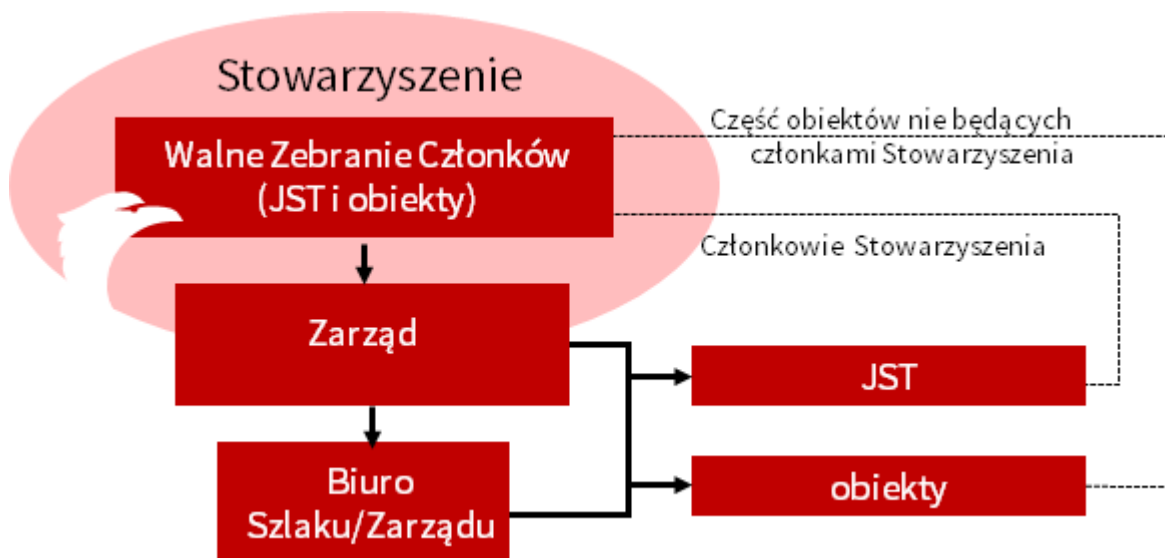 Stowarzyszenie
Walne Zebranie Członków
(JST i obiekty)
Część obiektów nie będących
członkami Stowarzyszenia
Członkowie Stowarzyszenia
Zarząd
JST
Biuro
Szlaku/Zarządu
obiekty